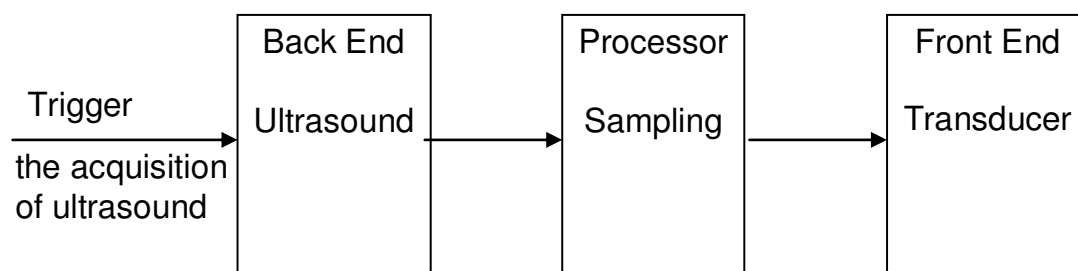 Trigger
the acquisition
of ultrasound
Back End
Ultrasound
Processor
Sampling
Front End
Transducer